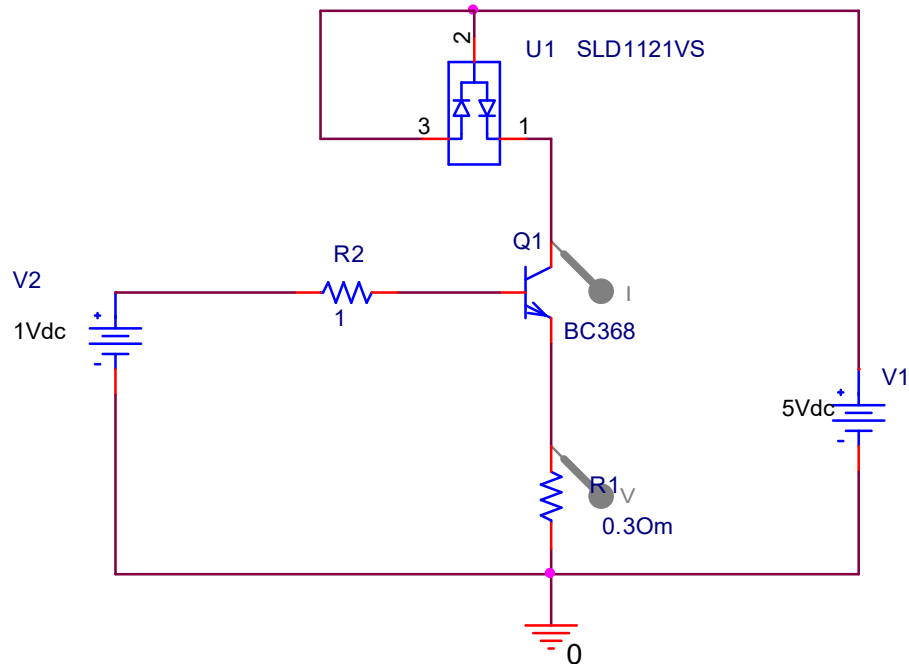 2
U1 SLD1121VS
3
1
Q1
I
R2
1
BC368
V2
+
1Vdc
-
V1
+
5Vdc
-
R1
V
0.3Om
0